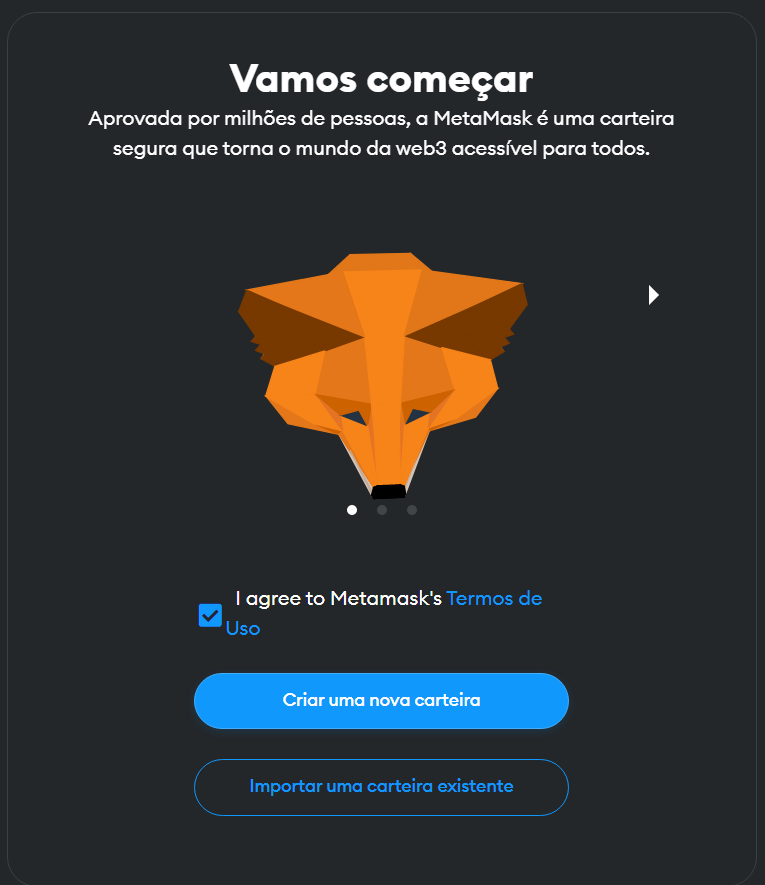 Vamos começar
Aprovada por milhões de pessoas, a MetaMask é uma carteira
segura que torna o mundo da web3 acessível para todos.
I agree to Metamask's Termos de
Uso
Criar uma nova carteira
Importar uma carteira existente